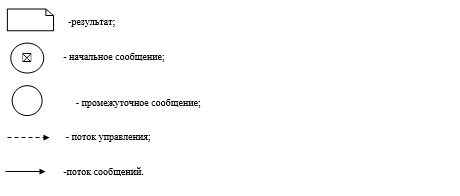 -результат;
- начальное сообщение;
- промежуточное сообщение;
- поток управления;
-поток сообщений.